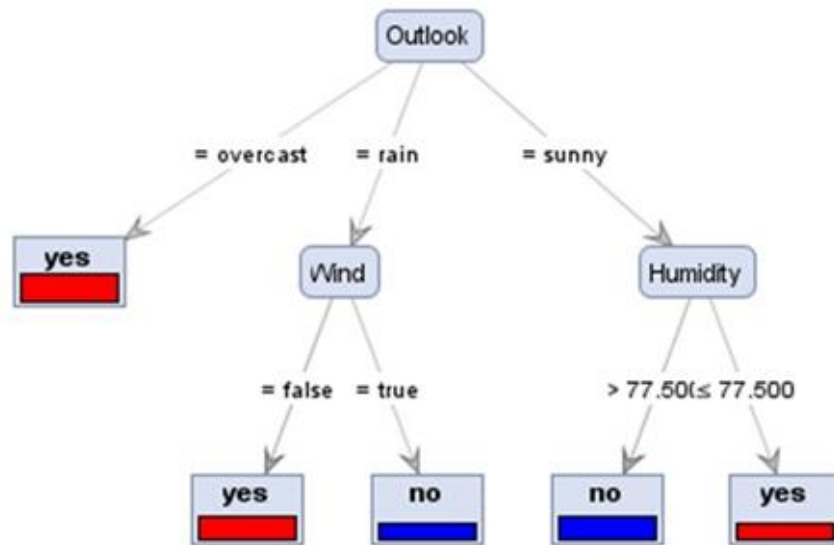 Outlook
= overcast = rain = sunny
yes Wind Humidity
= false = true > 77.50(≤ 77.500
yes no no yes